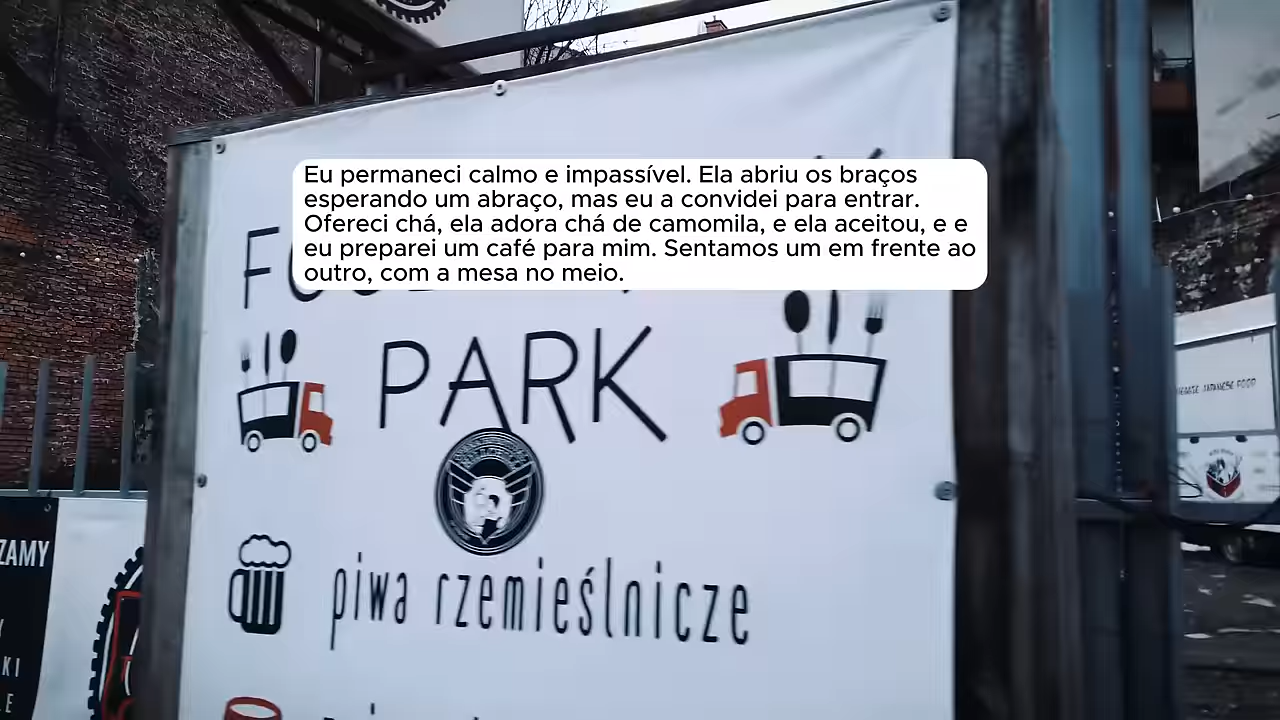 Eu permaneci calmo e impassível. Ela abriu os braços
esperando um abraço, mas eu a convidei para entrar.
Ofereci chá, ela adora chá de camomila, e ela aceitou, e e
eu preparei um café para mim. Sentamos um em frente ao
outro, com a mesa no meio.
PARK
piwa rzemieślnicze
ZAMY
JAPANESE FOOD